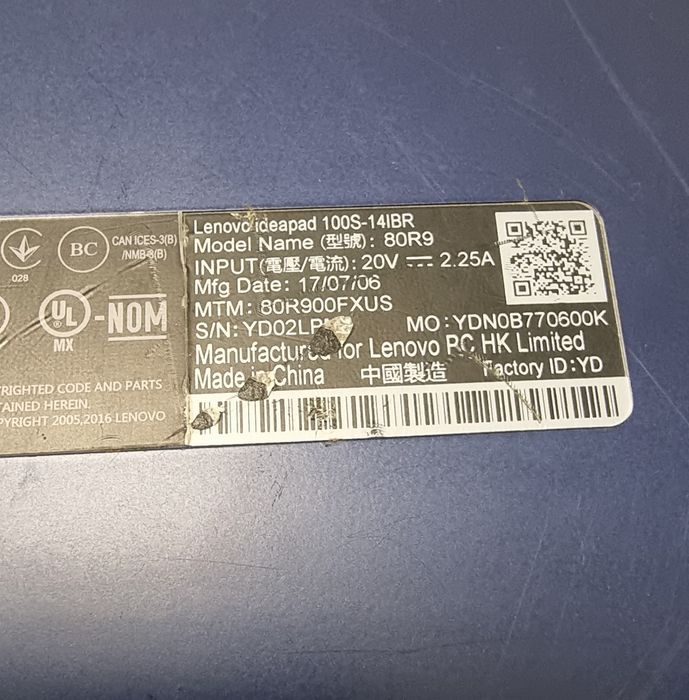 Lenovo ideapad 100S-14IBR
Model Name (型號): 80R9
INPUT(電壓/電流): 20V ⎓ 2.25A
Mfg Date: 17/07/06
MTM: 80R900FXUS
S/N: MO: YDN0B770600K
Manufactured for Lenovo PC HK Limited
Made in China 中國製造 Factory ID:YD
028
BC
CAN ICES-3(B)
/NMB-3(B)
UL
MX
-NOM
CODE AND PARTS
HEREIN.
2005,2016 LENOVO